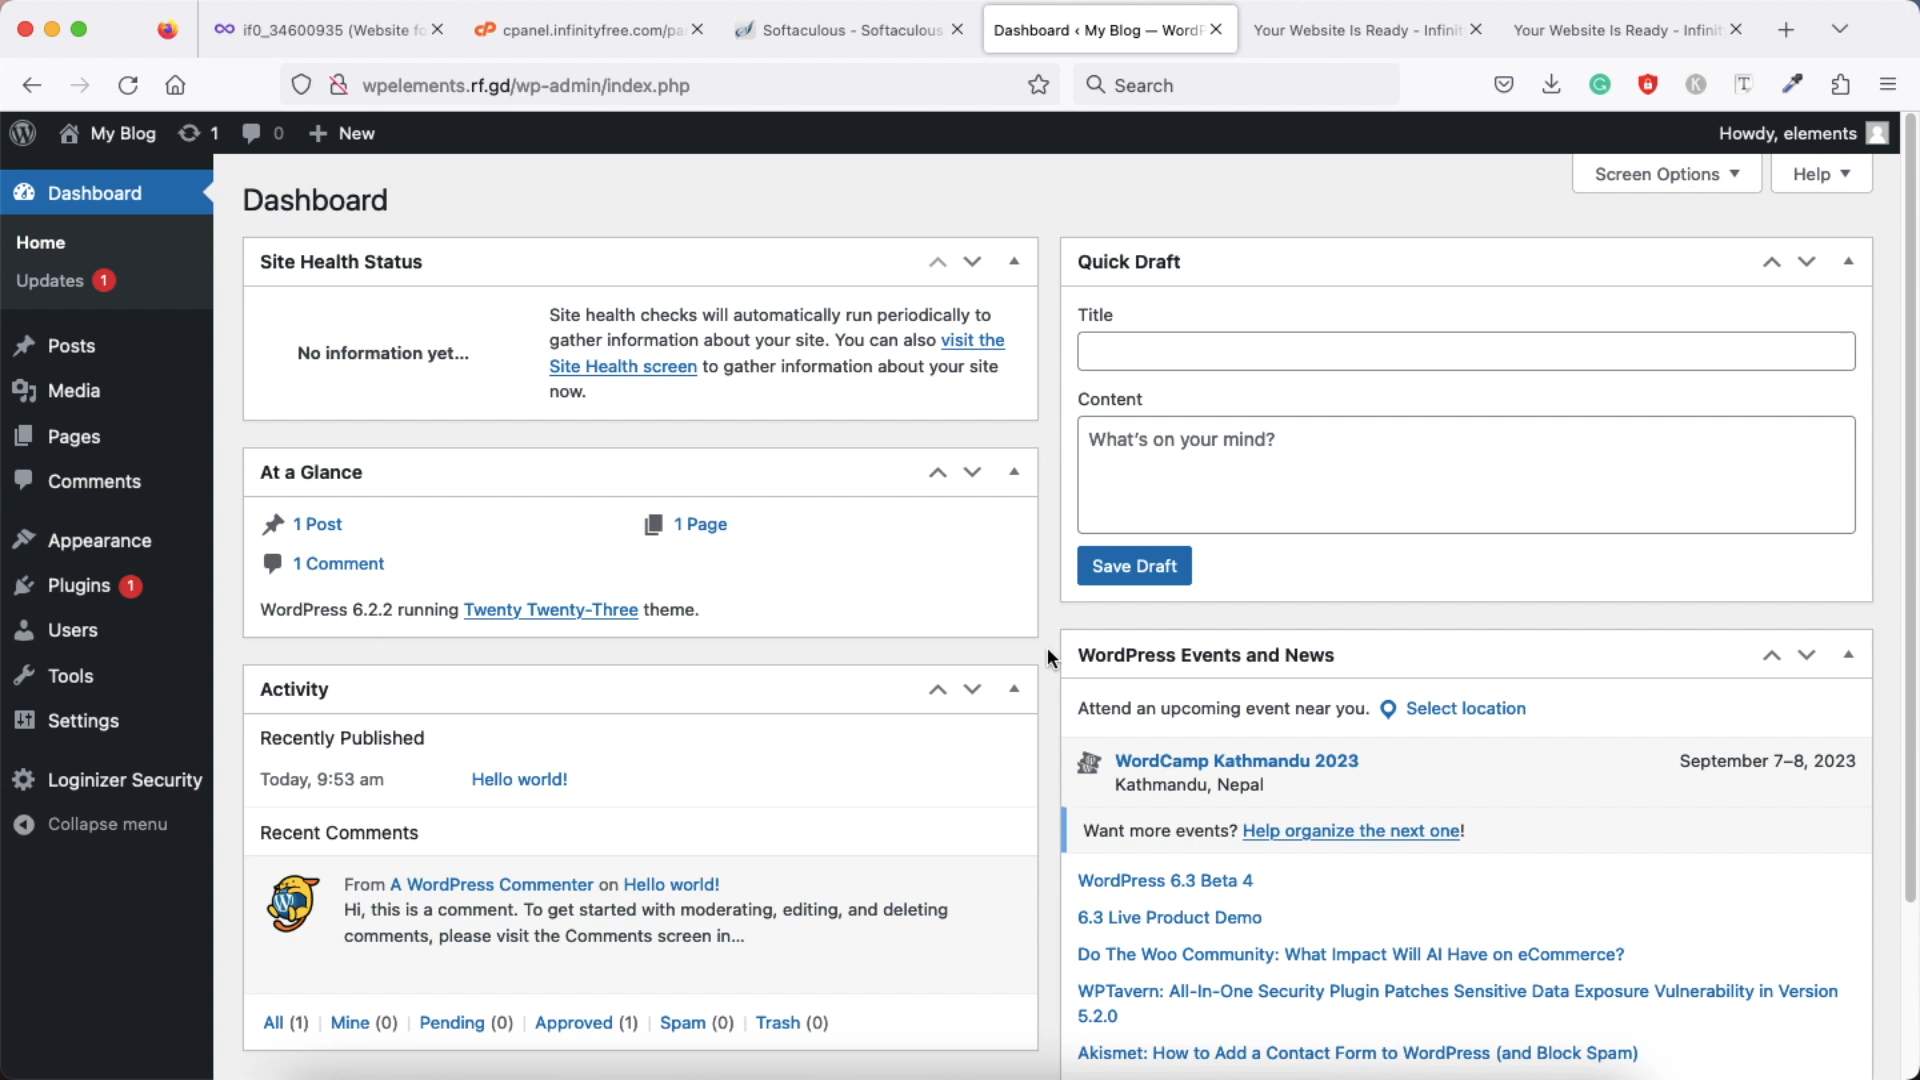 if0_34600935 (Website fo
cpanel.infinityfree.com/pa
Softaculous - Softaculous
Dashboard ‹ My Blog — WordP
Your Website Is Ready - Infinit
Your Website Is Ready - Infinit
wpelements.rf.gd/wp-admin/index.php
Search
My Blog
1
0
New
Howdy, elements
Dashboard
Home
Updates 1
Posts
Media
Pages
Comments
Appearance
Plugins 1
Users
Tools
Settings
Loginizer Security
Collapse menu
Screen Options
Help
Dashboard
Site Health Status
No information yet...
Site health checks will automatically run periodically to
gather information about your site. You can also visit the
Site Health screen to gather information about your site
now.
At a Glance
1 Post
1 Page
1 Comment
WordPress 6.2.2 running Twenty Twenty-Three theme.
Activity
Recently Published
Today, 9:53 am
Hello world!
Recent Comments
From A WordPress Commenter on Hello world!
Hi, this is a comment. To get started with moderating, editing, and deleting
comments, please visit the Comments screen in...
All (1) | Mine (0) | Pending (0) | Approved (1) | Spam (0) | Trash (0)
Quick Draft
Title
Content
What's on your mind?
Save Draft
WordPress Events and News
Attend an upcoming event near you. Select location
WordCamp Kathmandu 2023
September 7–8, 2023
Kathmandu, Nepal
Want more events? Help organize the next one!
WordPress 6.3 Beta 4
6.3 Live Product Demo
Do The Woo Community: What Impact Will AI Have on eCommerce?
WPTavern: All-In-One Security Plugin Patches Sensitive Data Exposure Vulnerability in Version
5.2.0
Akismet: How to Add a Contact Form to WordPress (and Block Spam)